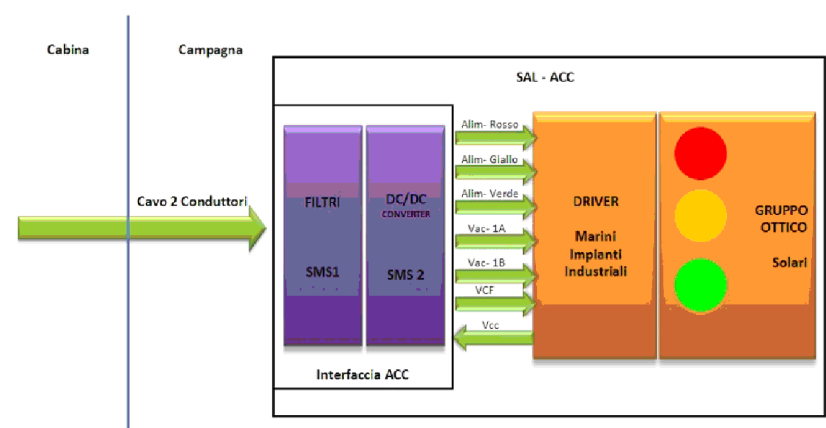 Cabina
Campagna
SAL - ACC
Cavo 2 Conduttori
FILTRI
SMS1
DC/DC
CONVERTER
SMS 2
Interfaccia ACC
Alim- Rosso
Alim- Giallo
Alim- Verde
Vac- 1A
Vac- 1B
VCF
Vcc
DRIVER
Marini
Impianti
Industriali
GRUPPO
OTTICO
Solari